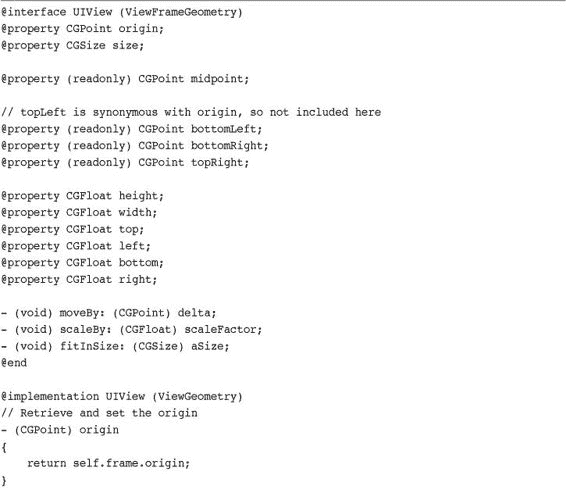 @interface UIView (ViewFrameGeometry)
@property CGPoint origin;
@property CGSize size;
@property (readonly) CGPoint midpoint;
// topLeft is synonymous with origin, so not included here
@property (readonly) CGPoint bottomLeft;
@property (readonly) CGPoint bottomRight;
@property (readonly) CGPoint topRight;
@property CGFloat height;
@property CGFloat width;
@property CGFloat top;
@property CGFloat left;
@property CGFloat bottom;
@property CGFloat right;
- (void) moveBy: (CGPoint) delta;
- (void) scaleBy: (CGFloat) scaleFactor;
- (void) fitInSize: (CGSize) aSize;
@end
@implementation UIView (ViewGeometry)
// Retrieve and set the origin
- (CGPoint) origin
{
    return self.frame.origin;
}